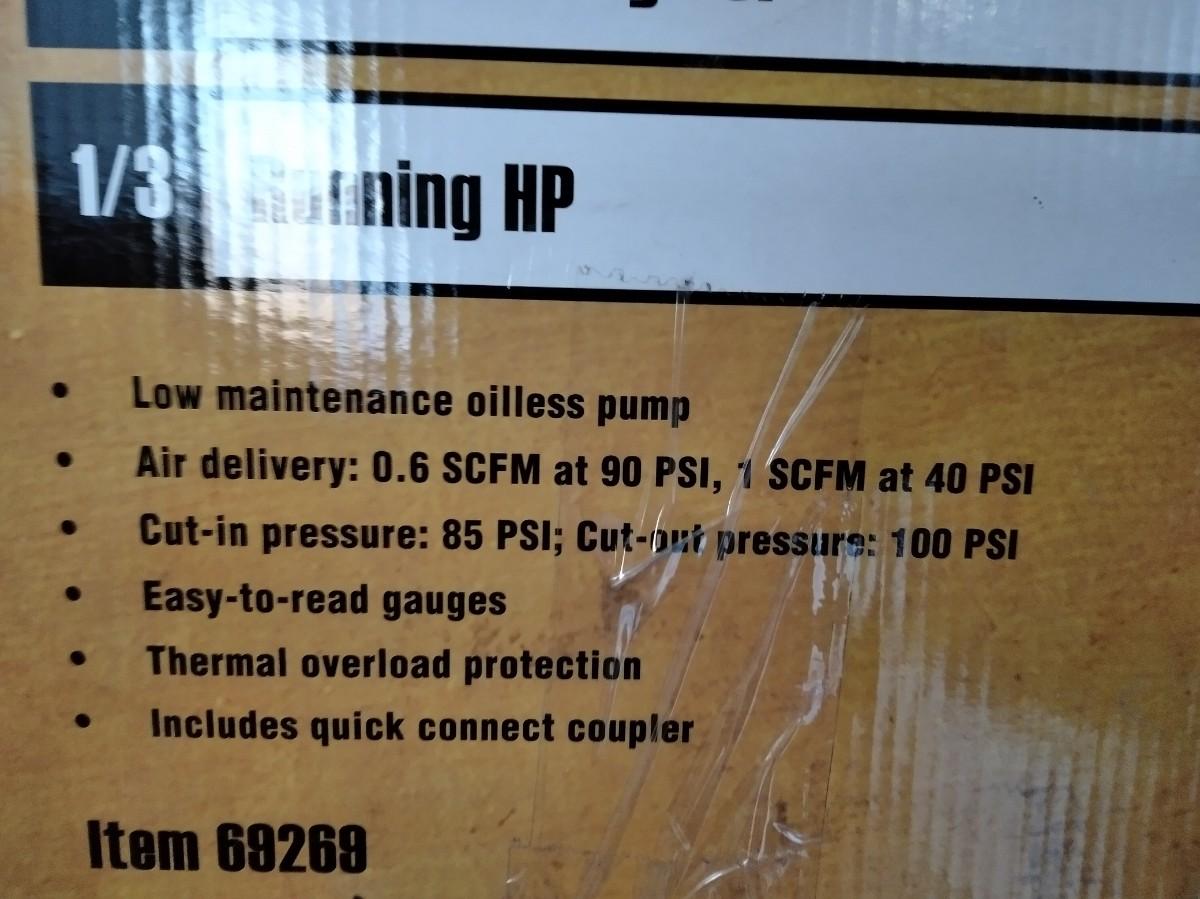 1/3 Running HP
• Low maintenance oilless pump
• Air delivery: 0.6 SCFM at 90 PSI, 1 SCFM at 40 PSI
• Cut-in pressure: 85 PSI; Cut-out pressure: 100 PSI
• Easy-to-read gauges
• Thermal overload protection
• Includes quick connect coupler
Item 69269